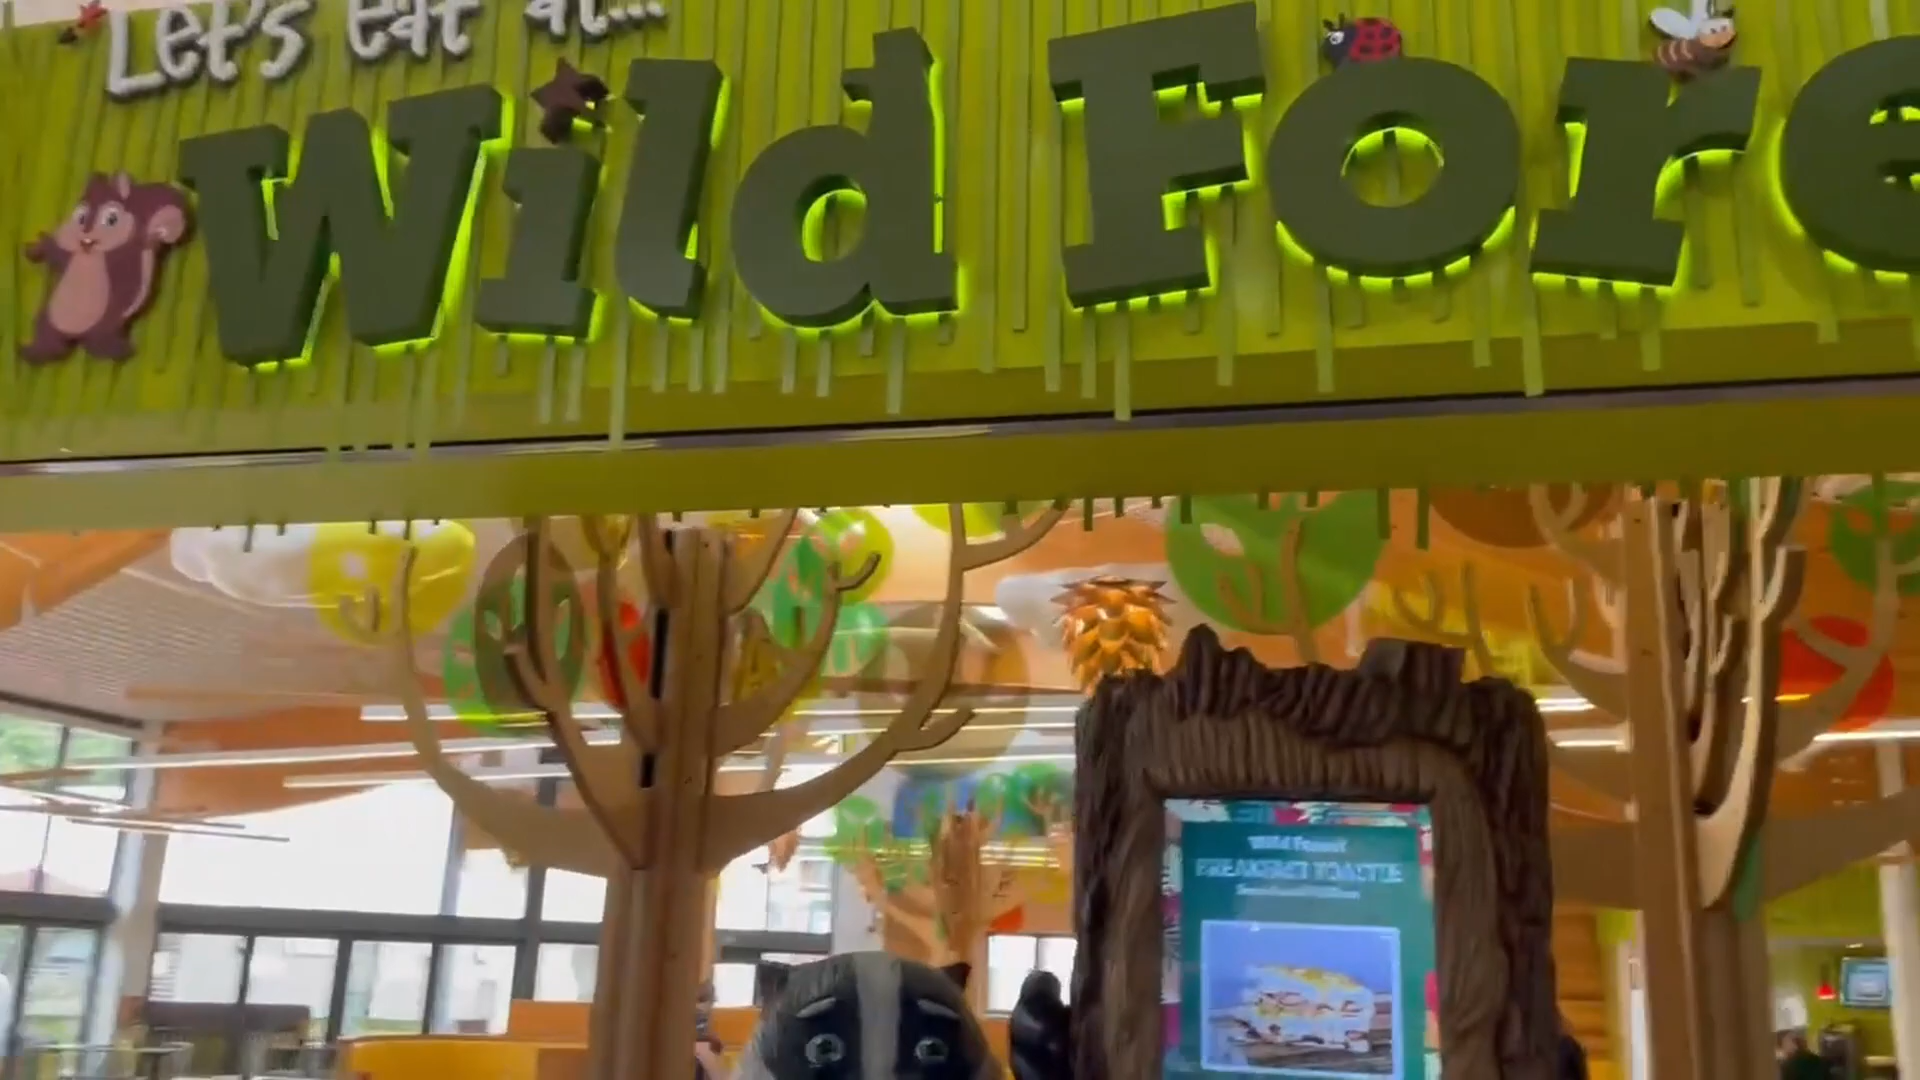 Let's eat at...
Wild Fore
Wild Forest
BREAKFAST TOASTIE